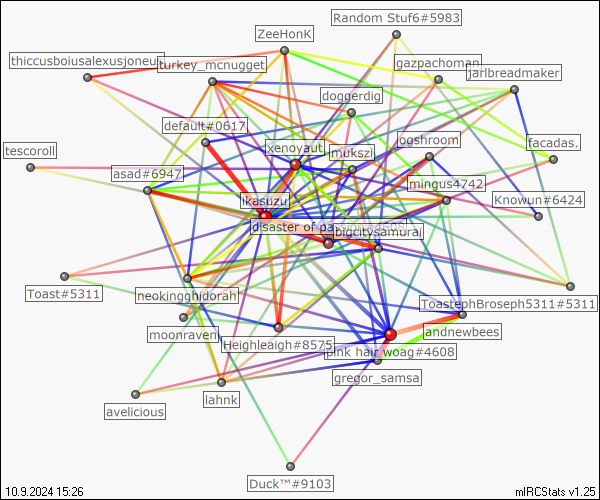 Random Stuf6#5983
ZeeHonK
thiccusboiusalexusjoneu
turkey_mcnugget
gazpachoman
jarlbreadmaker
doggerdig
default#0617
xenoyaut
ogshroom
facadas.
tescoroll
mukszi
asad#6947
mingus4742
ikasuzu
Knowun#6424
disaster of pa
bigcitysamurai
neokingghidorah
Toast#5311
ToastephBroseph5311#5311
moonraven
andnewbees
Heighleaigh#8575
pink hair woag#4608
gregor_samsa
lahnk
avelicious
Duck™#9103
10.9.2024 15:26
mIRCStats v1.25